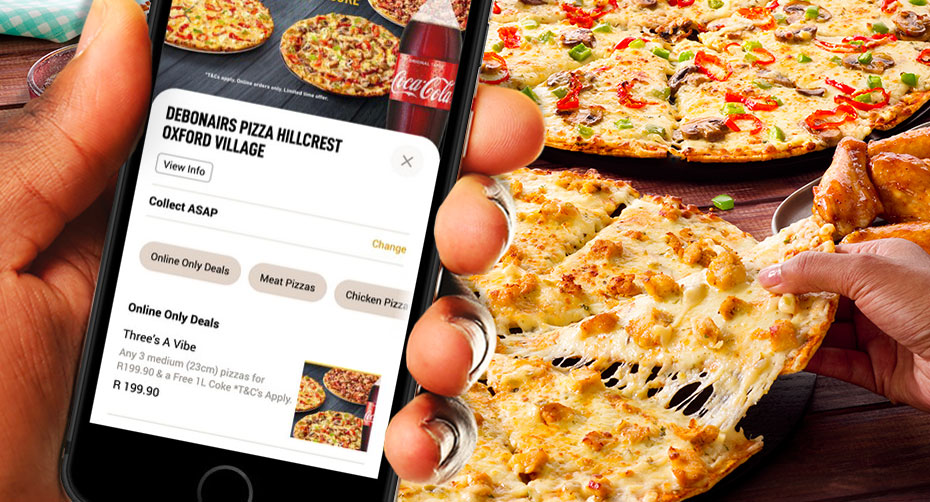 *T&Cs apply. Online orders only. Limited time offer.
ORIGINAL TASTE
Coca-Cola
DEBONAIRS PIZZA HILLCREST
OXFORD VILLAGE
View Info
Collect ASAP
Change
Online Only Deals
Meat Pizzas
Chicken Pizza
Online Only Deals
Three's A Vibe
Any 3 medium (23cm) pizzas for
R199.90 & a Free 1L Coke *T&C's Apply.
R 199.90